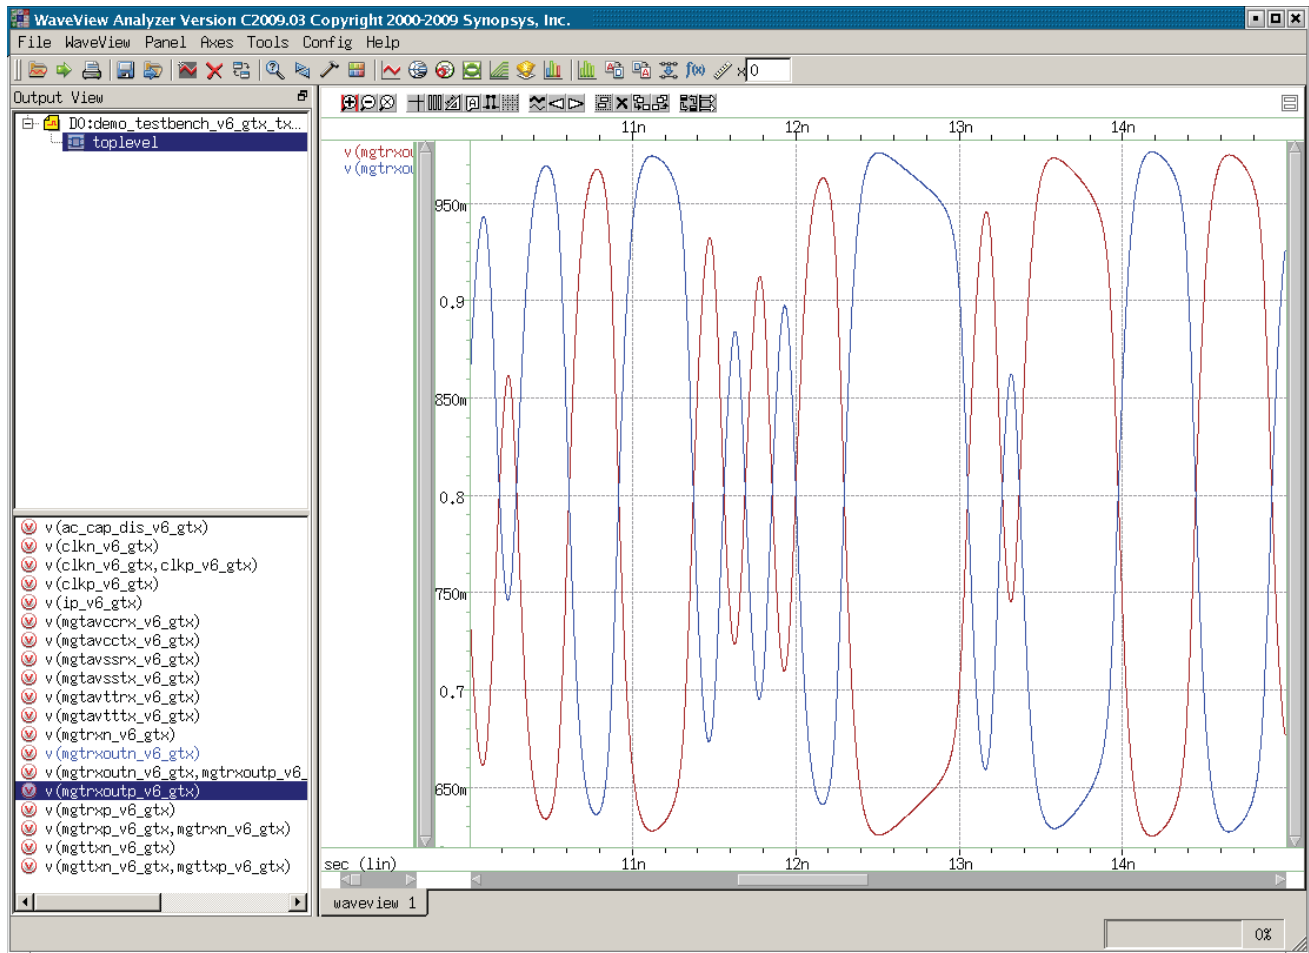 WaveView Analyzer Version C2009.03 Copyright 2000-2009 Synopsys, Inc.
File WaveView Panel Axes Tools Config Help
f(x) x 0
Output View
D0:demo_testbench_v6_gtx_tx...
toplevel
11n 12n 13n 14n
v(mgtrxou
v(mgtrxou
950m
0.9
850m
0.8
750m
0.7
650m
v(ac_cap_dis_v6_gtx)
v(clkn_v6_gtx)
v(clkn_v6_gtx,clkp_v6_gtx)
v(clkp_v6_gtx)
v(ip_v6_gtx)
v(mgtavccrx_v6_gtx)
v(mgtavcctx_v6_gtx)
v(mgtavssrx_v6_gtx)
v(mgtavsstx_v6_gtx)
v(mgtavttrx_v6_gtx)
v(mgtavtttx_v6_gtx)
v(mgtrxn_v6_gtx)
v(mgtrxoutn_v6_gtx)
v(mgtrxoutn_v6_gtx,mgtrxoutp_v6_
v(mgtrxoutp_v6_gtx)
v(mgtrxp_v6_gtx)
v(mgtrxp_v6_gtx,mgtrxn_v6_gtx)
v(mgttxn_v6_gtx)
v(mgttxn_v6_gtx,mgttxp_v6_gtx)
sec (lin)
11n 12n 13n 14n
waveview 1
0%